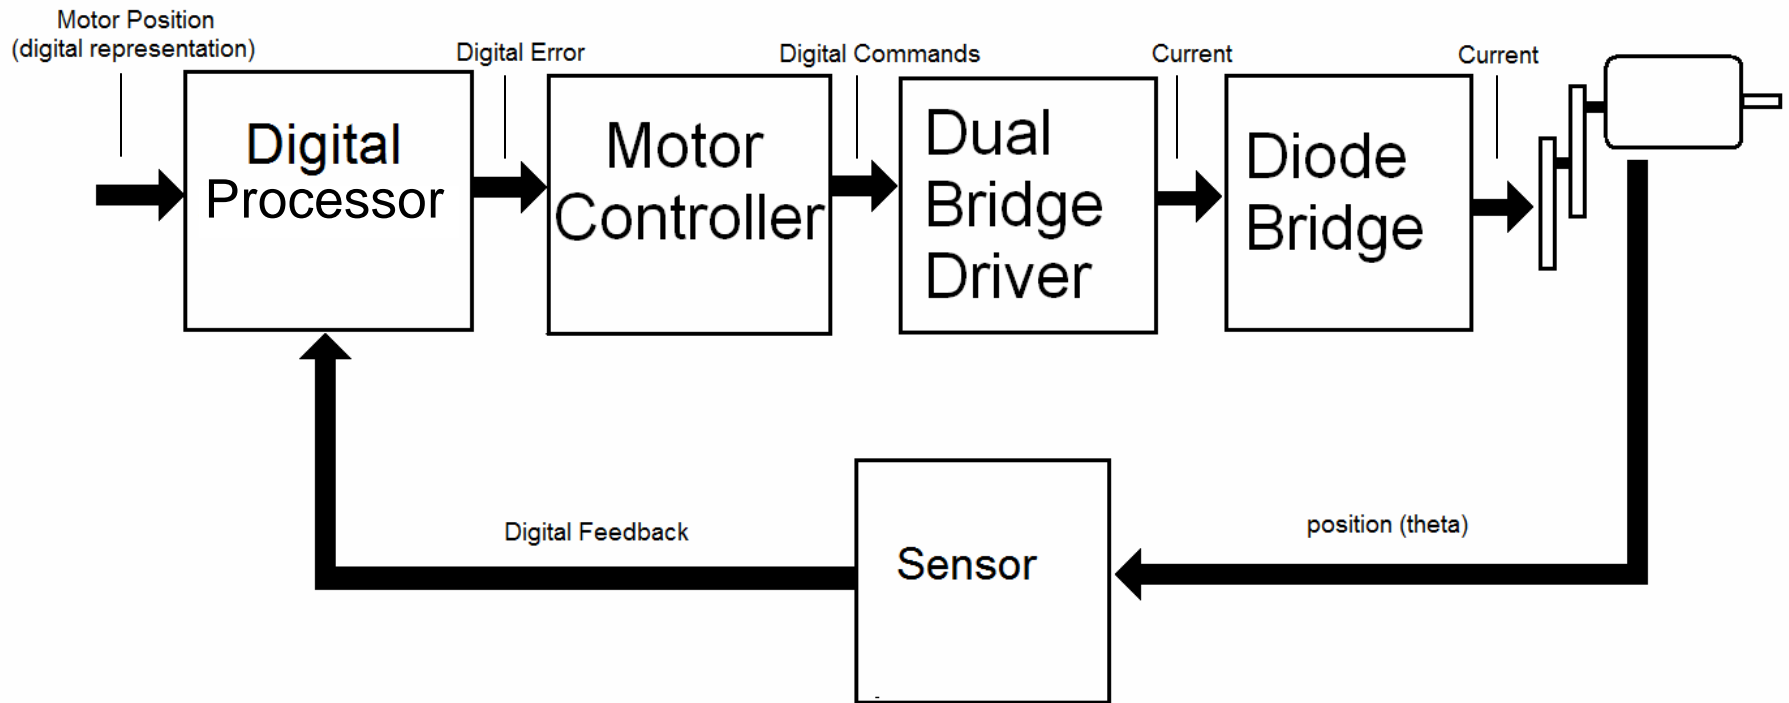 Motor Position
(digital representation)
Digital Error
Digital Commands
Current
Current
Digital
Processor
Motor
Controller
Dual
Bridge
Driver
Diode
Bridge
Digital Feedback
Sensor
position (theta)